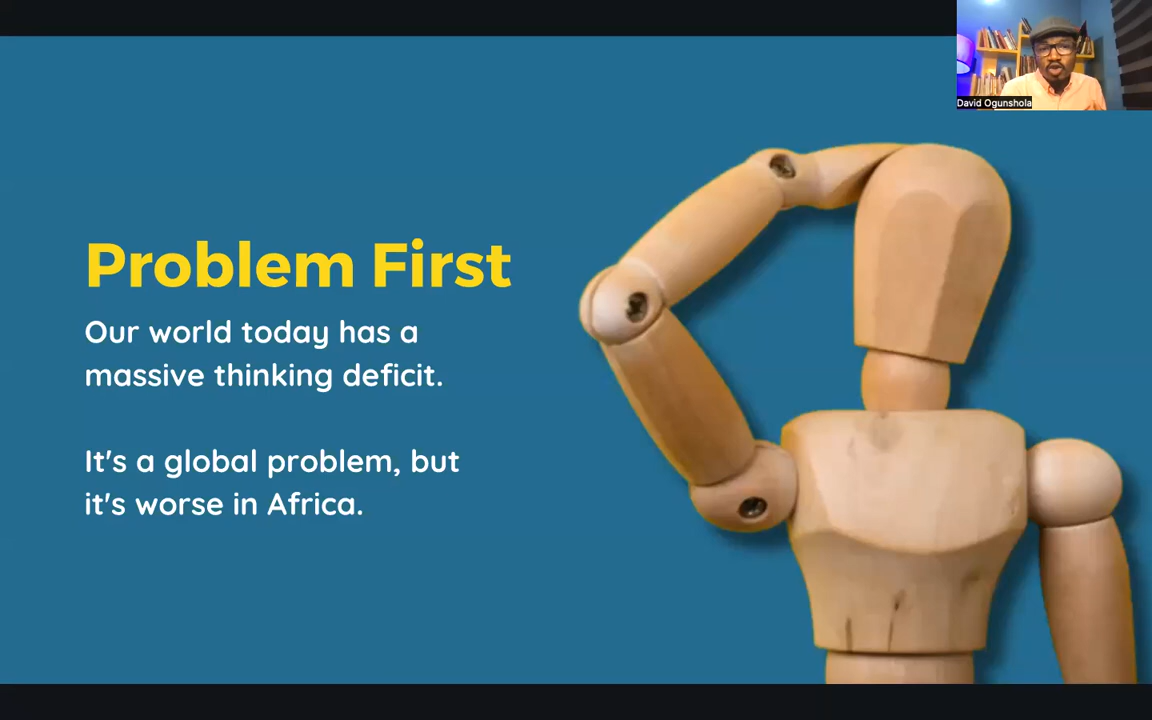 David Ogunshola
Problem First
Our world today has a
massive thinking deficit.
It's a global problem, but
it's worse in Africa.